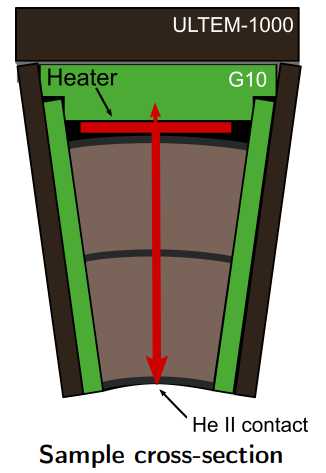 ULTEM-1000
Heater
G10
He II contact
Sample cross-section